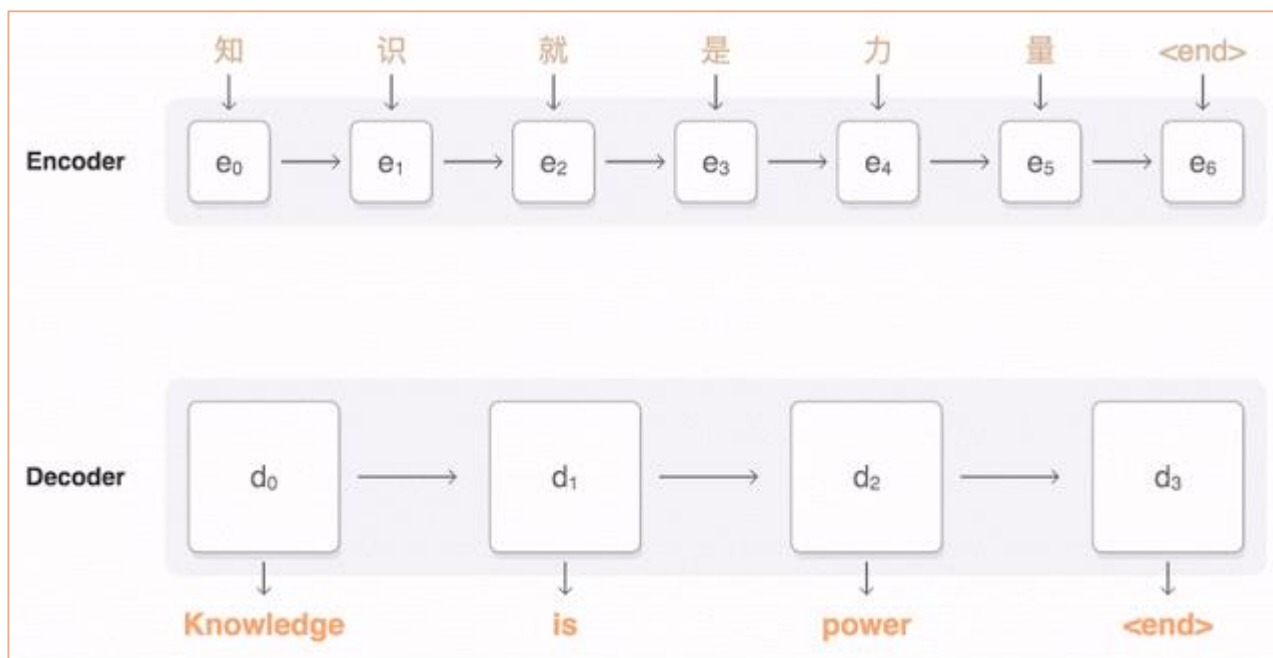 知 识 就 是 力 量 <end>
Encoder e₀ e₁ e₂ e₃ e₄ e₅ e₆
Decoder d₀ d₁ d₂ d₃
Knowledge is power <end>